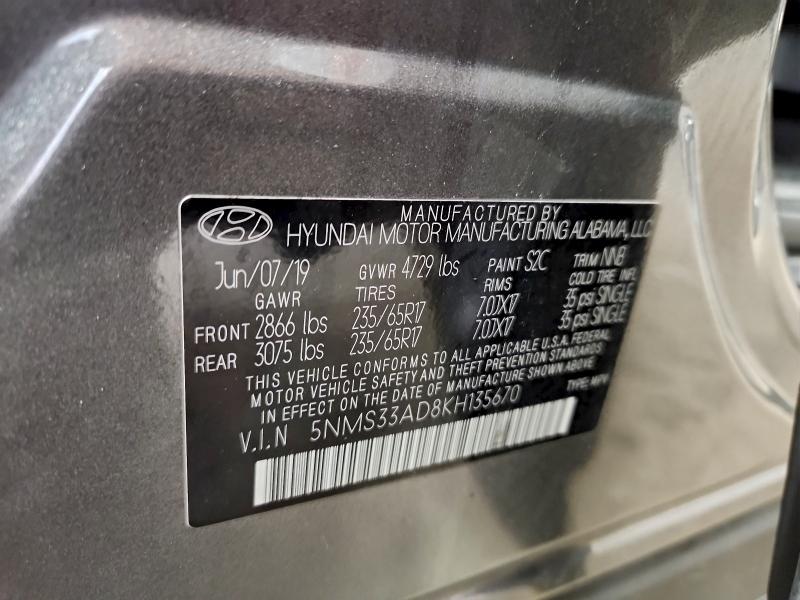 MANUFACTURED BY
HYUNDAI MOTOR MANUFACTURING ALABAMA, LLC
Jun/07/19 GVWR 4729 lbs PAINT S2C TRIM NNB
GAWR TIRES RIMS COLD TIRE INFL
FRONT 2866 lbs 235/65R17 7.0JX17 35 psi SINGLE
REAR 3075 lbs 235/65R17 7.0JX17 35 psi SINGLE
THIS VEHICLE CONFORMS TO ALL APPLICABLE U.S.A. FEDERAL
MOTOR VEHICLE SAFETY AND THEFT PREVENTION STANDARDS
IN EFFECT ON THE DATE OF MANUFACTURE SHOWN ABOVE
TYPE: MPV
V.I.N 5NMS33AD8KH135670